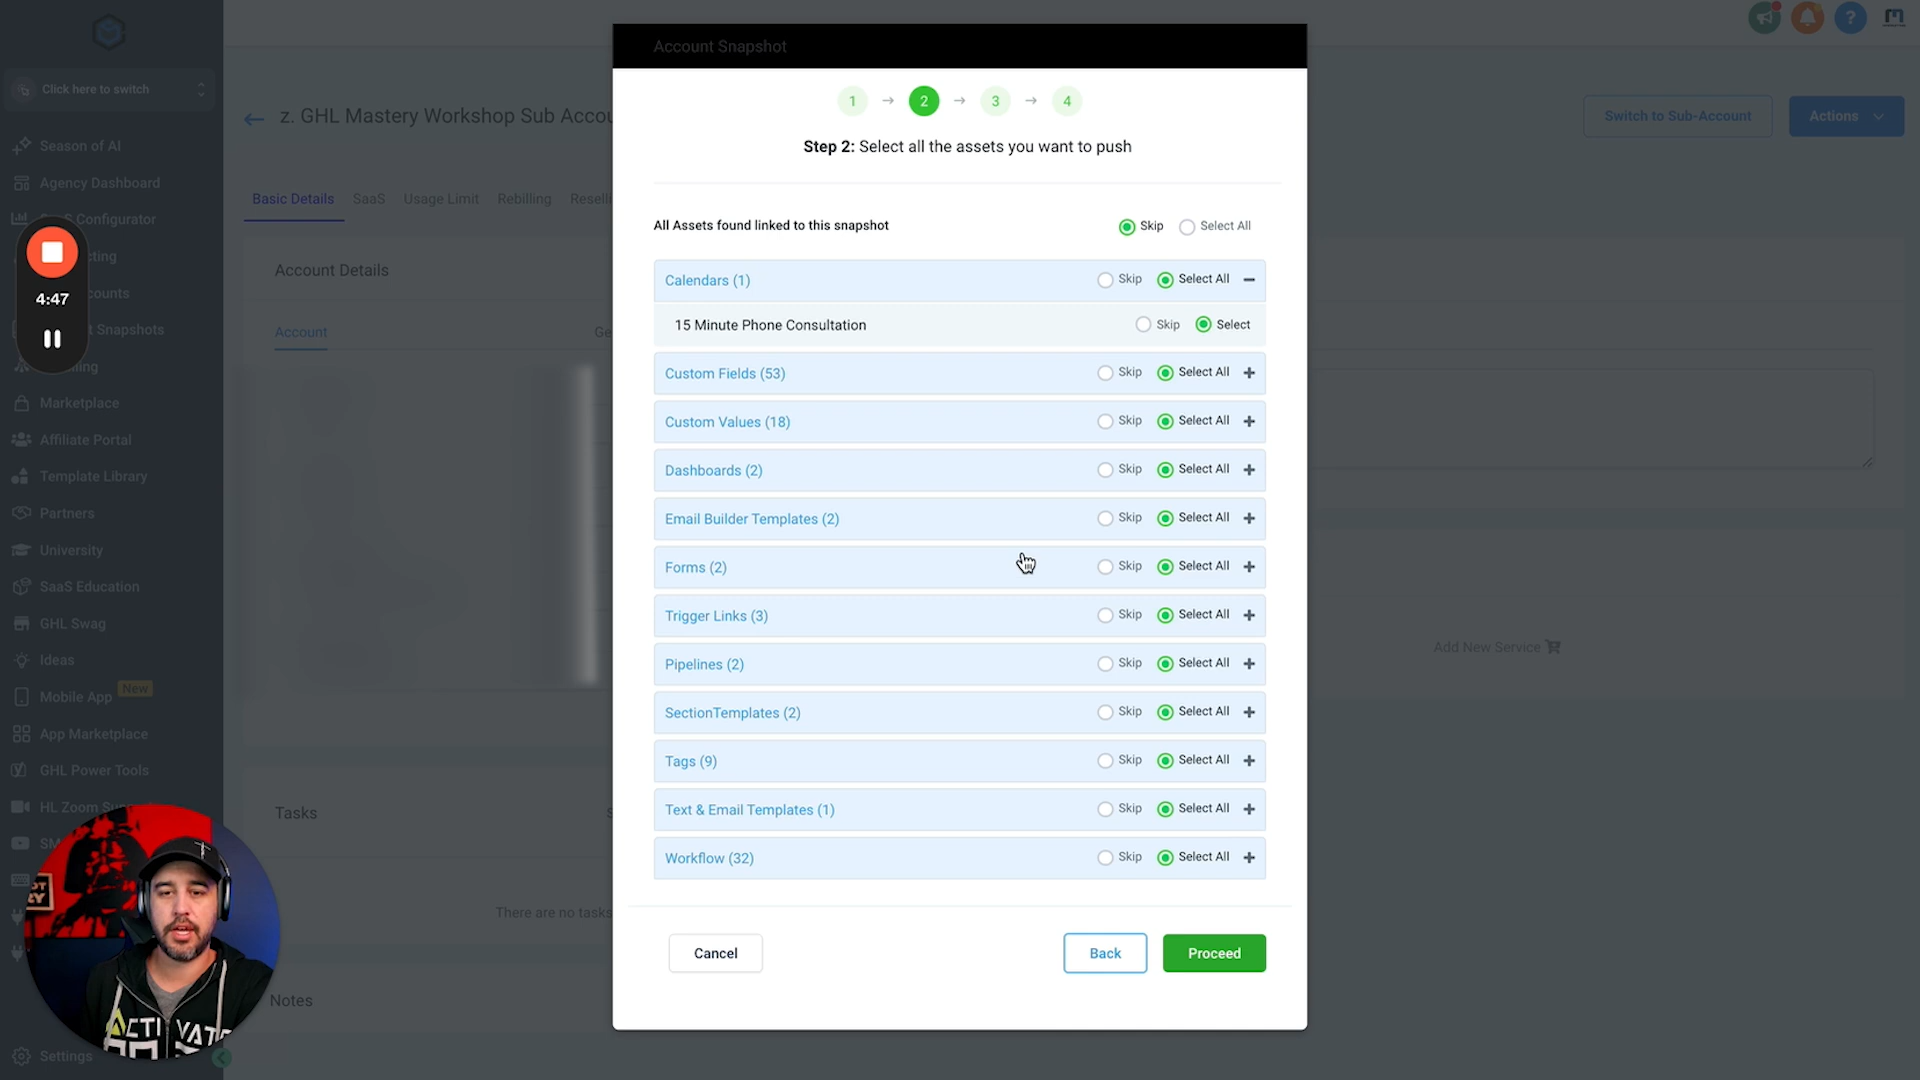 Account Snapshot
Click here to switch
z. GHL Mastery Workshop Sub Accou
Switch to Sub-Account
Actions
1
2
3
4
Step 2: Select all the assets you want to push
Season of AI
Agency Dashboard
Configurator
4:47
Marketplace
Affiliate Portal
Template Library
Partners
University
SaaS Education
GHL Swag
Ideas
Mobile App New
App Marketplace
GHL Power Tools
Settings
Basic Details
SaaS
Usage Limit
Rebilling
Reselli
Account Details
Account
Ge
Tasks
There are no tasks
Notes
Add New Service
All Assets found linked to this snapshot
Skip
Select All
Calendars (1)
Skip
Select All
15 Minute Phone Consultation
Skip
Select
Custom Fields (53)
Skip
Select All
Custom Values (18)
Skip
Select All
Dashboards (2)
Skip
Select All
Email Builder Templates (2)
Skip
Select All
Forms (2)
Skip
Select All
Trigger Links (3)
Skip
Select All
Pipelines (2)
Skip
Select All
SectionTemplates (2)
Skip
Select All
Tags (9)
Skip
Select All
Text & Email Templates (1)
Skip
Select All
Workflow (32)
Skip
Select All
Cancel
Back
Proceed